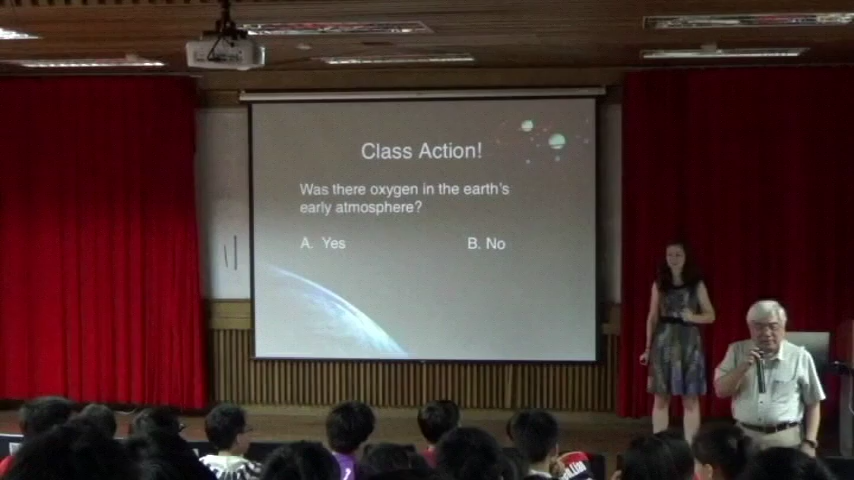 Class Action!
Was there oxygen in the earth's
early atmosphere?
A. Yes B. No